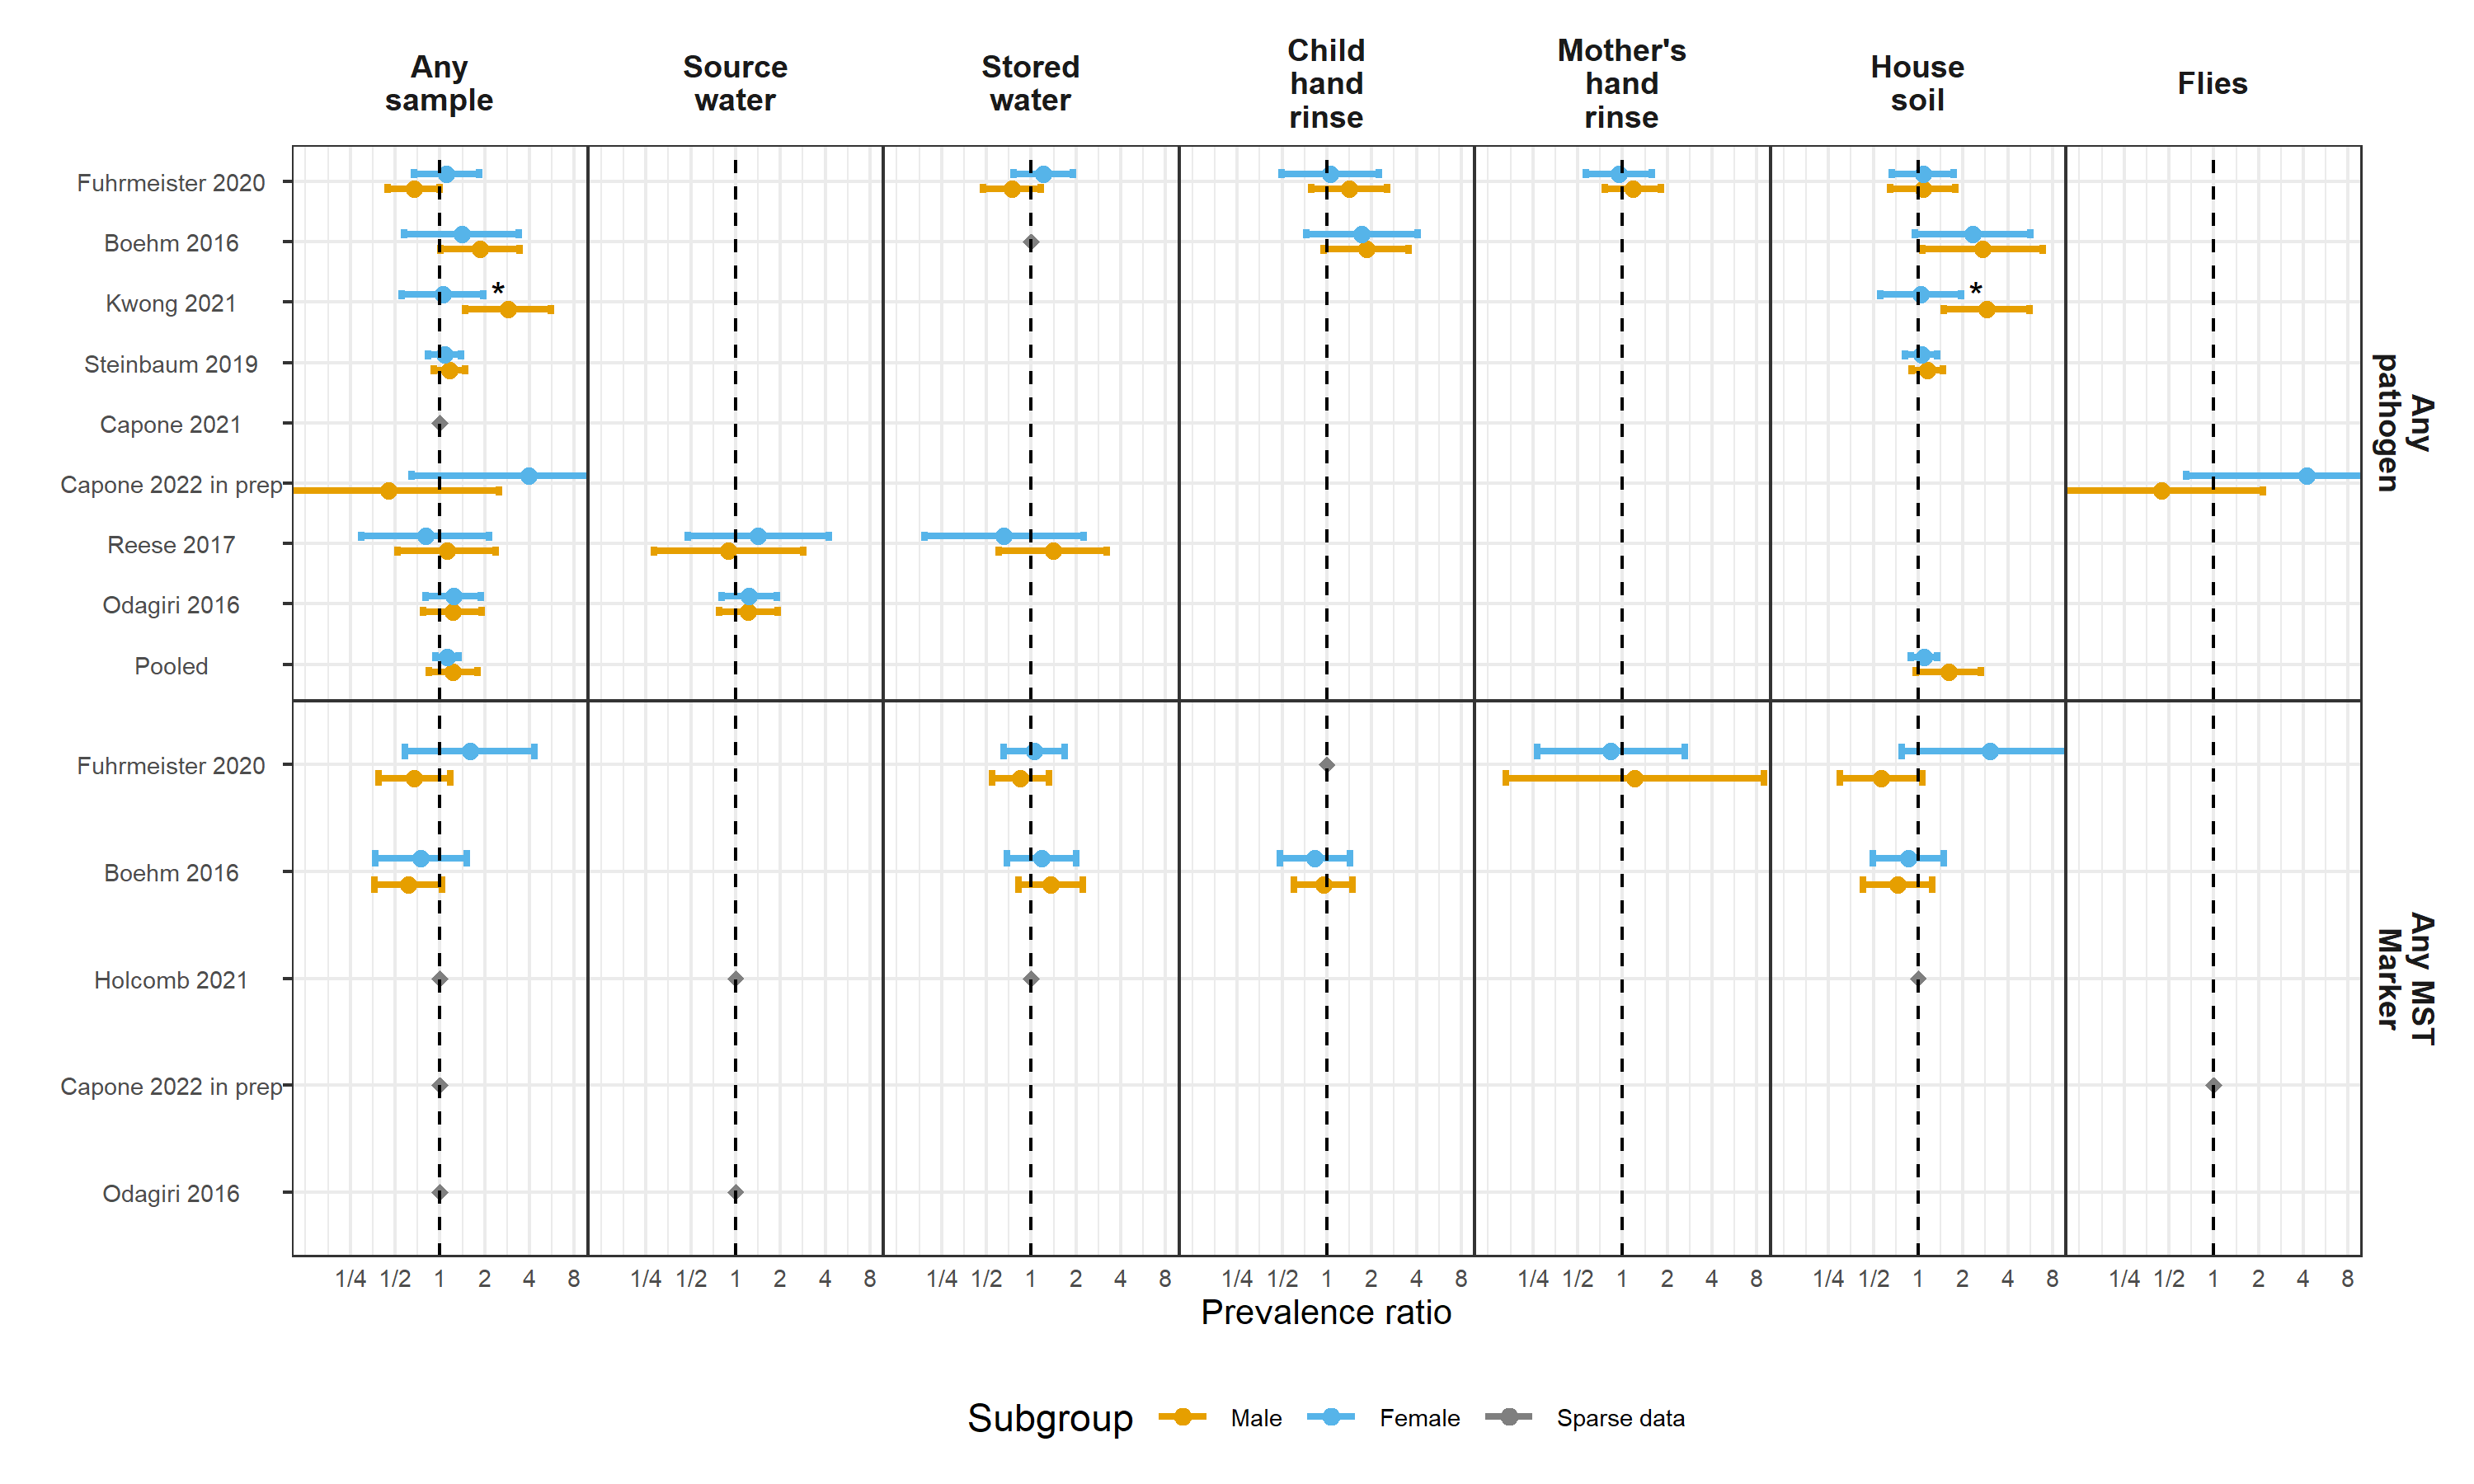 Any
sample
Source
water
Stored
water
Child
hand
rinse
Mother's
hand
rinse
House
soil
Flies
Fuhrmeister 2020
Boehm 2016
Kwong 2021
* *
Steinbaum 2019
Capone 2021
Capone 2022 in prep
Reese 2017
Odagiri 2016
Pooled
Any
pathogen
Fuhrmeister 2020
Boehm 2016
Holcomb 2021
Capone 2022 in prep
Odagiri 2016
Any MST
Marker
1/4 1/2 1 2 4 8 1/4 1/2 1 2 4 8 1/4 1/2 1 2 4 8 1/4 1/2 1 2 4 8 1/4 1/2 1 2 4 8 1/4 1/2 1 2 4 8 1/4 1/2 1 2 4 8
Prevalence ratio
Subgroup Male Female Sparse data